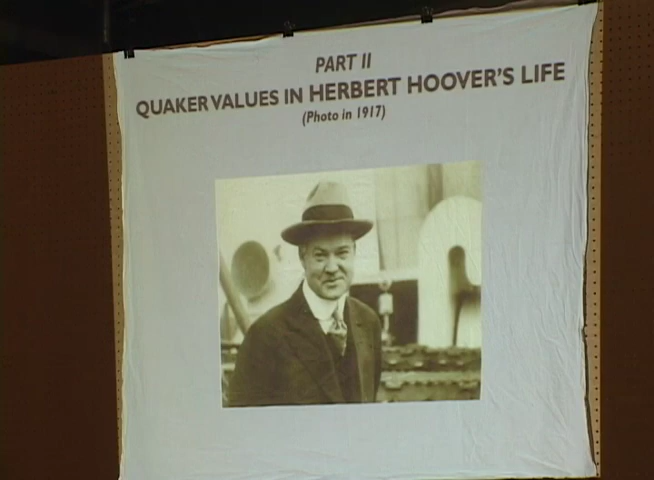 PART II
QUAKER VALUES IN HERBERT HOOVER'S LIFE
(Photo in 1917)